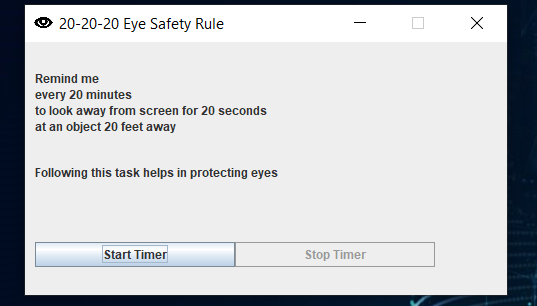 20-20-20 Eye Safety Rule
Remind me
every 20 minutes
to look away from screen for 20 seconds
at an object 20 feet away
Following this task helps in protecting eyes
Start Timer
Stop Timer